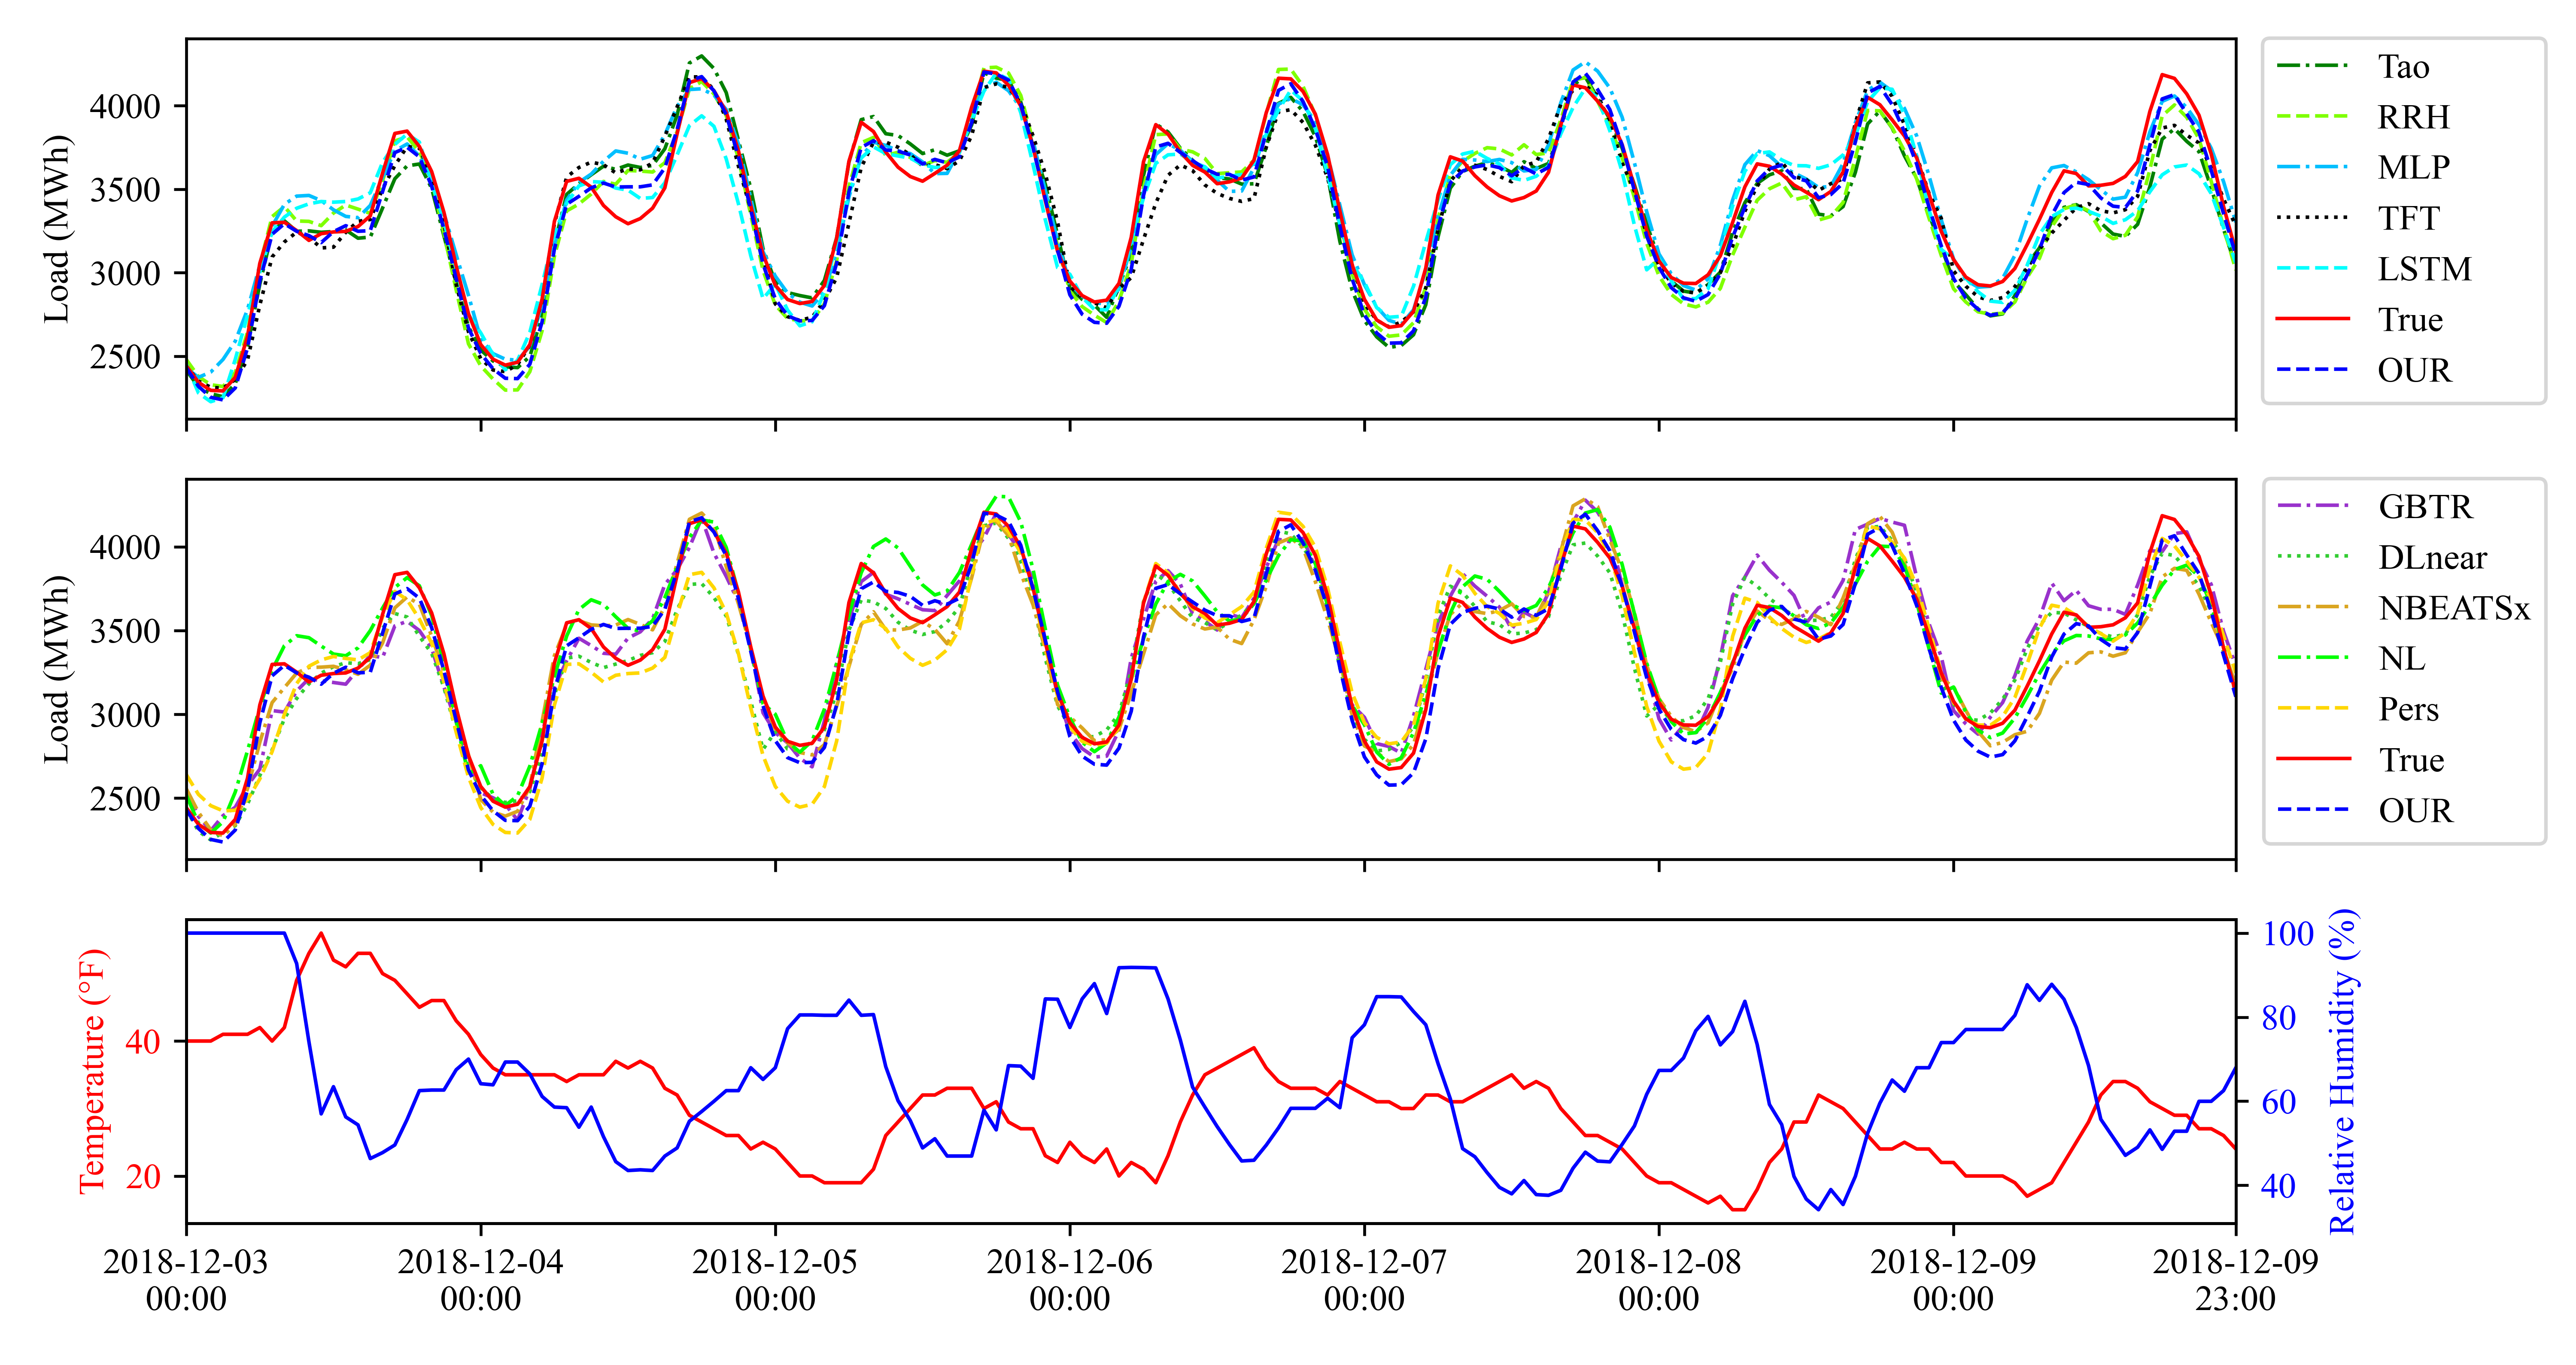 Load (MWh)
4000
3500
3000
2500
Tao
RRH
MLP
TFT
LSTM
True
OUR
Load (MWh)
4000
3500
3000
2500
GBTR
DLnear
NBEATSx
NL
Pers
True
OUR
Temperature (°F)
40
20
100
80
60
40
Relative Humidity (%)
2018-12-03 2018-12-04 2018-12-05 2018-12-06 2018-12-07 2018-12-08 2018-12-09 2018-12-09
00:00 00:00 00:00 00:00 00:00 00:00 00:00 23:00